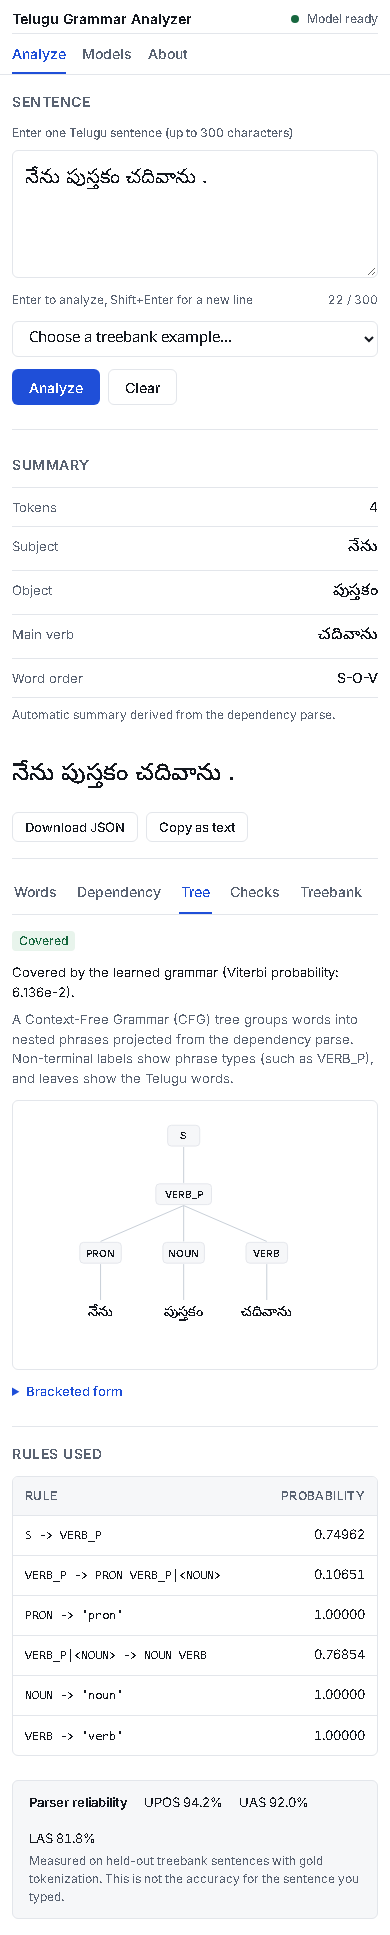 Telugu Grammar Analyzer
Model ready
Analyze Models About
SENTENCE
Enter one Telugu sentence (up to 300 characters)
నేను పుస్తకం చదివాను .
Enter to analyze, Shift+Enter for a new line 22 / 300
Choose a treebank example...
Analyze Clear
SUMMARY
Tokens 4
Subject నేను
Object పుస్తకం
Main verb చదివాను
Word order S-O-V
Automatic summary derived from the dependency parse.
నేను పుస్తకం చదివాను .
Download JSON Copy as text
Words Dependency Tree Checks Treebank
Covered
Covered by the learned grammar (Viterbi probability:
6.136e-2).
A Context-Free Grammar (CFG) tree groups words into
nested phrases projected from the dependency parse.
Non-terminal labels show phrase types (such as VERB_P),
and leaves show the Telugu words.
S
VERB_P
PRON NOUN VERB
నేను పుస్తకం చదివాను
Bracketed form
RULES USED
RULE PROBABILITY
S -> VERB_P 0.74962
VERB_P -> PRON VERB_P|<NOUN> 0.10651
PRON -> 'pron' 1.00000
VERB_P|<NOUN> -> NOUN VERB 0.76854
NOUN -> 'noun' 1.00000
VERB -> 'verb' 1.00000
Parser reliability UPOS 94.2% UAS 92.0%
LAS 81.8%
Measured on held-out treebank sentences with gold
tokenization. This is not the accuracy for the sentence you
typed.